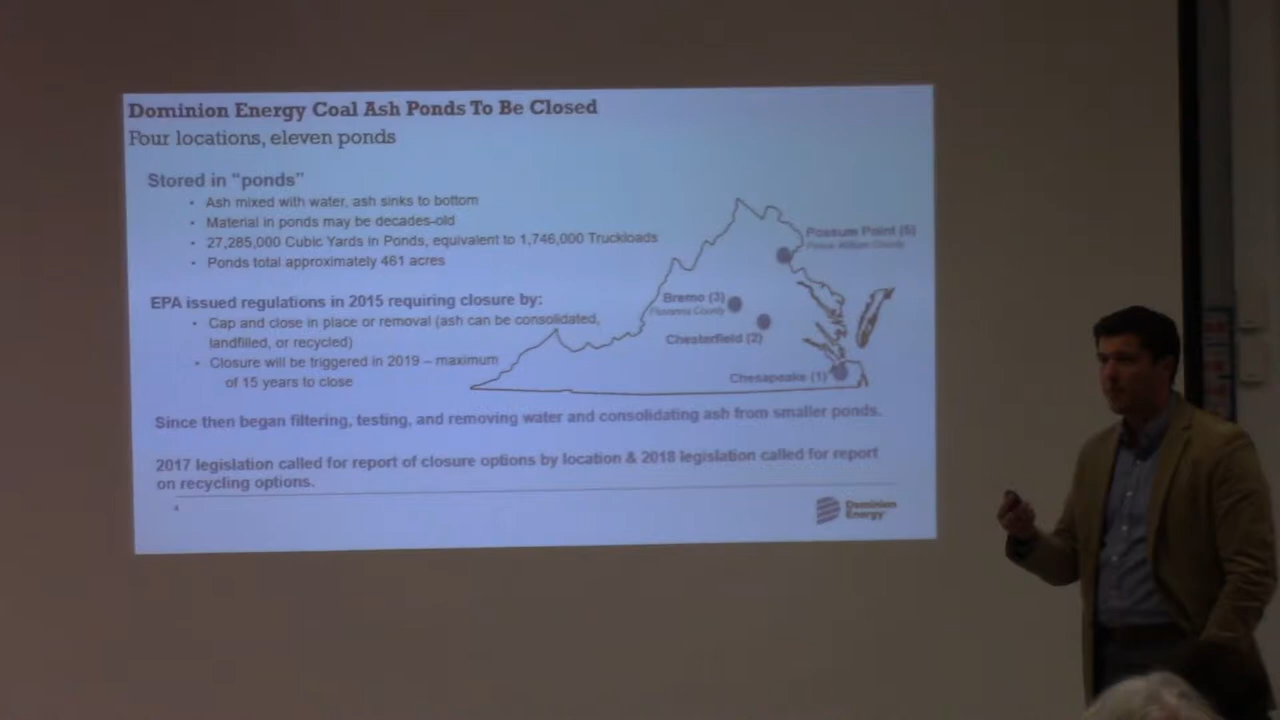 Dominion Energy Coal Ash Ponds To Be Closed
Four locations, eleven ponds
Stored in “ponds”
• Ash mixed with water, ash sinks to bottom
• Material in ponds may be decades-old
• 27,285,000 Cubic Yards in Ponds, equivalent to 1,746,000 Truckloads
• Ponds total approximately 461 acres
Possum Point (5)
Prince William County
Bremo (3)
Fluvanna County
Chesterfield (2)
Chesapeake (1)
EPA issued regulations in 2015 requiring closure by:
• Cap and close in place or removal (ash can be consolidated,
landfilled, or recycled)
• Closure will be triggered in 2019 – maximum
of 15 years to close
Since then began filtering, testing, and removing water and consolidating ash from smaller ponds.
2017 legislation called for report of closure options by location & 2018 legislation called for report
on recycling options.
4
Dominion
Energy